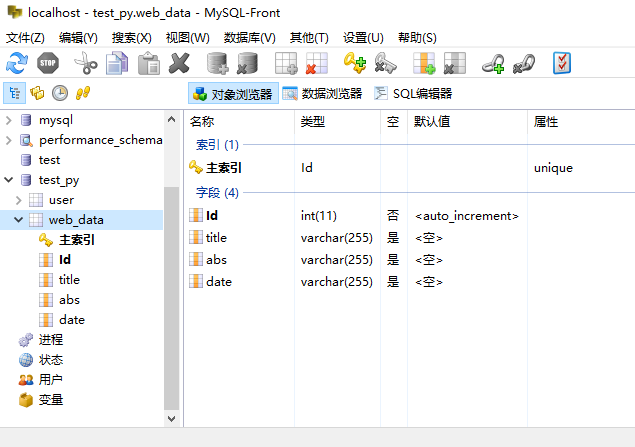 localhost - test_py.web_data - MySQL-Front
文件(Z) 编辑(Y) 搜索(X) 视图(W) 数据库(V) 其他(T) 设置(U) 帮助(S)
STOP
对象浏览器 数据浏览器 SQL编辑器
mysql
performance_schema
test
test_py
user
web_data
主索引
Id
title
abs
date
进程
状态
用户
变量
名称 类型 空 默认值 属性
索引 (1)
主索引 Id unique
字段 (4)
Id int(11) 否 <auto_increment>
title varchar(255) 是 <空>
abs varchar(255) 是 <空>
date varchar(255) 是 <空>